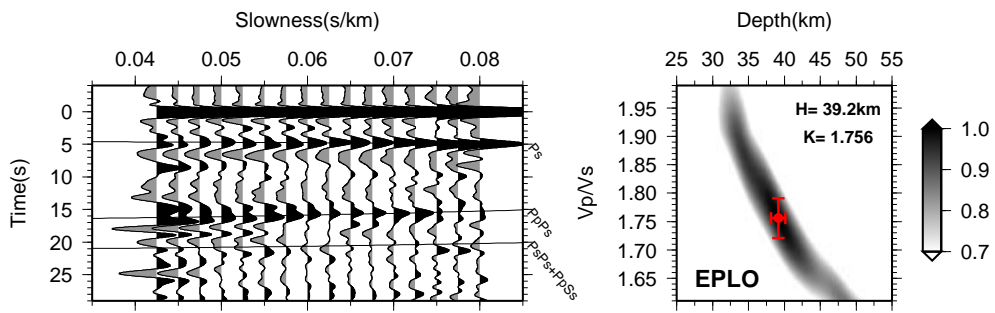 Slowness(s/km)
0.04 0.05 0.06 0.07 0.08
Time(s)
0
5
10
15
20
25
Ps
PpPs
PsPs+PpSs
Depth(km)
25 30 35 40 45 50 55
Vp/Vs
1.95
1.90
1.85
1.80
1.75
1.70
1.65
H= 39.2km
K= 1.756
EPLO
1.0
0.9
0.8
0.7